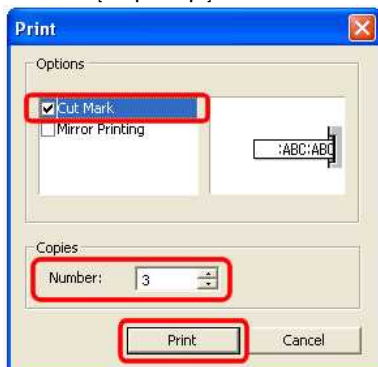 Print
Options
Cut Mark
Mirror Printing
:ABC:ABC
Copies
Number: 3
Print Cancel